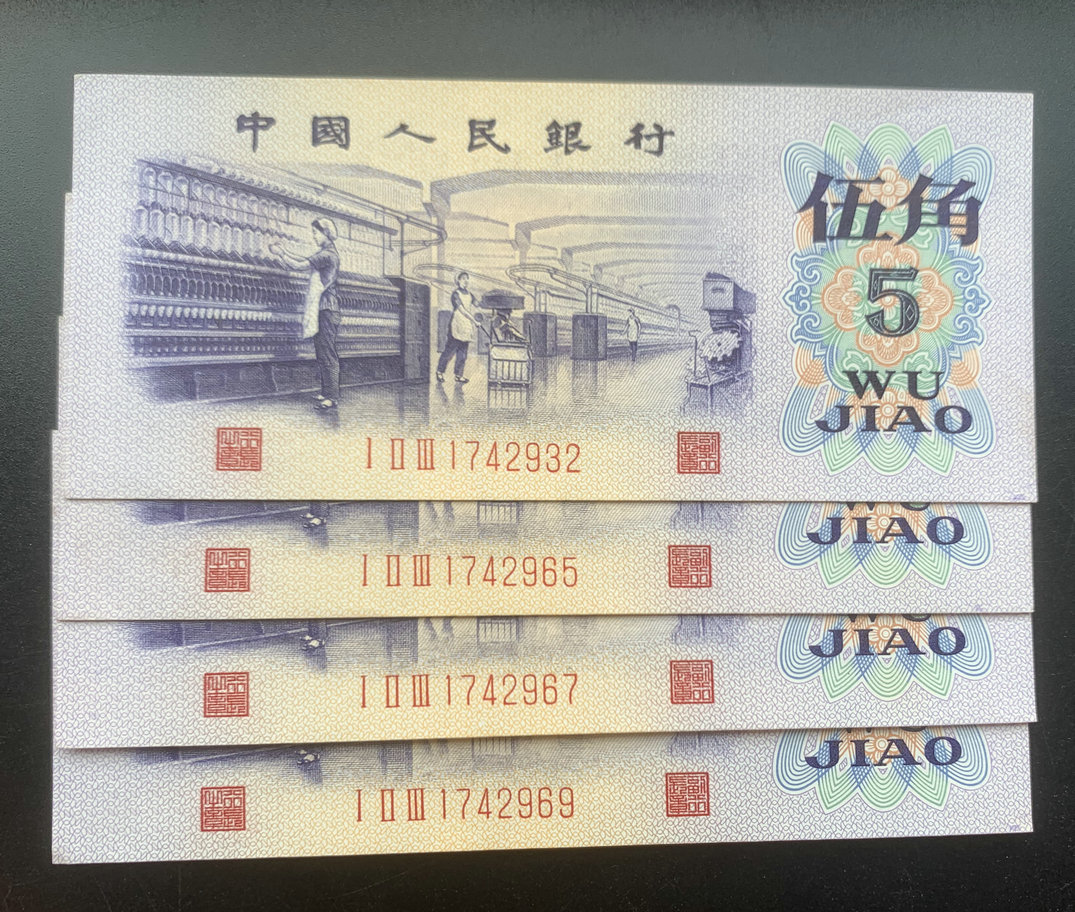 中國人民銀行
伍角
5
WU
JIAO
I II III 1742932
JIAO
I II III 1742965
JIAO
I II III 1742967
JIAO
I II III 1742969